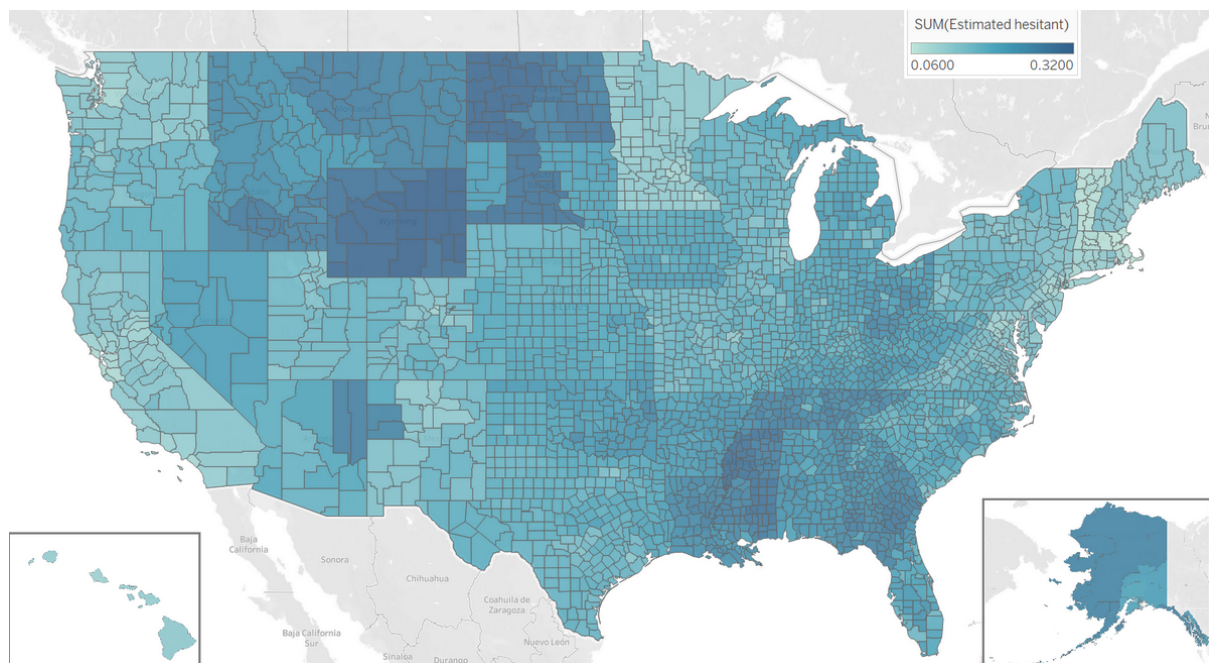 SUM(Estimated hesitant)
0.0600 0.3200
Wyoming
Baja
California
Sonora
Chihuahua
Coahuila de
Zaragoza
Baja California
Sur
Nuevo León
Sinaloa
Durango